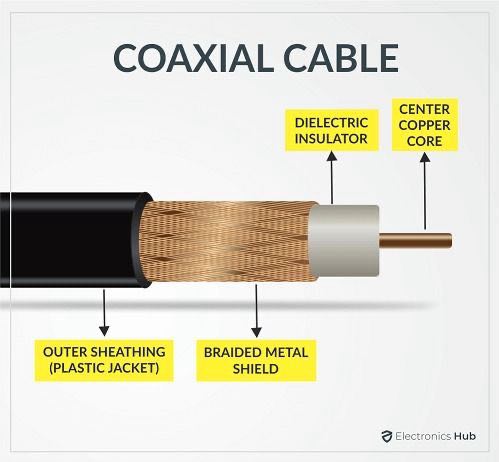 COAXIAL CABLE
DIELECTRIC
INSULATOR
CENTER
COPPER
CORE
OUTER SHEATHING
(PLASTIC JACKET)
BRAIDED METAL
SHIELD
Electronics Hub